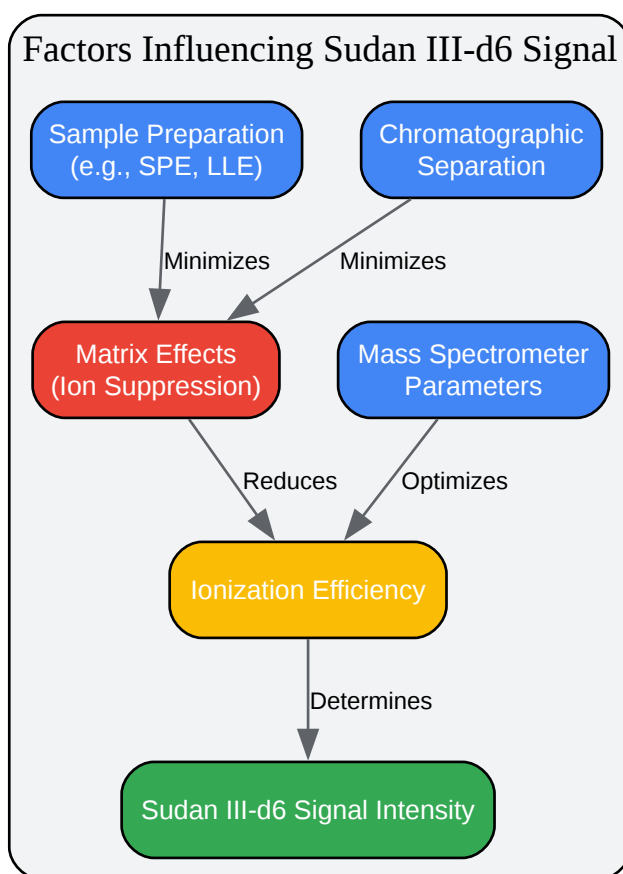 Factors Influencing Sudan III-d6 Signal
Sample Preparation
(e.g., SPE, LLE)
Chromatographic
Separation
Minimizes
Minimizes
Matrix Effects
(Ion Suppression)
Mass Spectrometer
Parameters
Reduces
Optimizes
Ionization Efficiency
Determines
Sudan III-d6 Signal Intensity